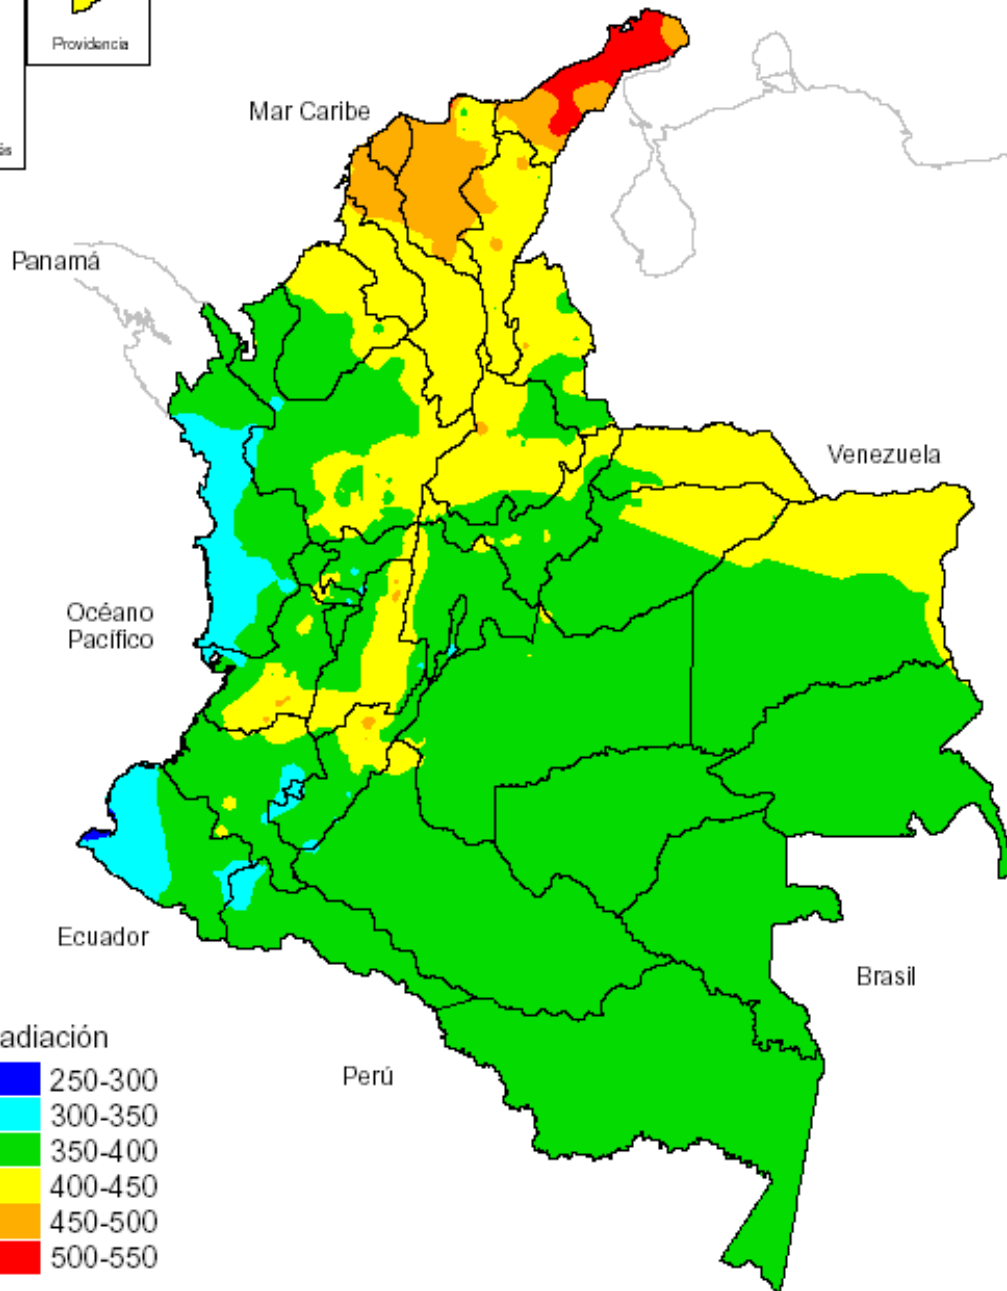 Providencia
Mar Caribe
Panamá
Venezuela
Océano
Pacífico
Ecuador
Brasil
Perú
adiación
250-300
300-350
350-400
400-450
450-500
500-550